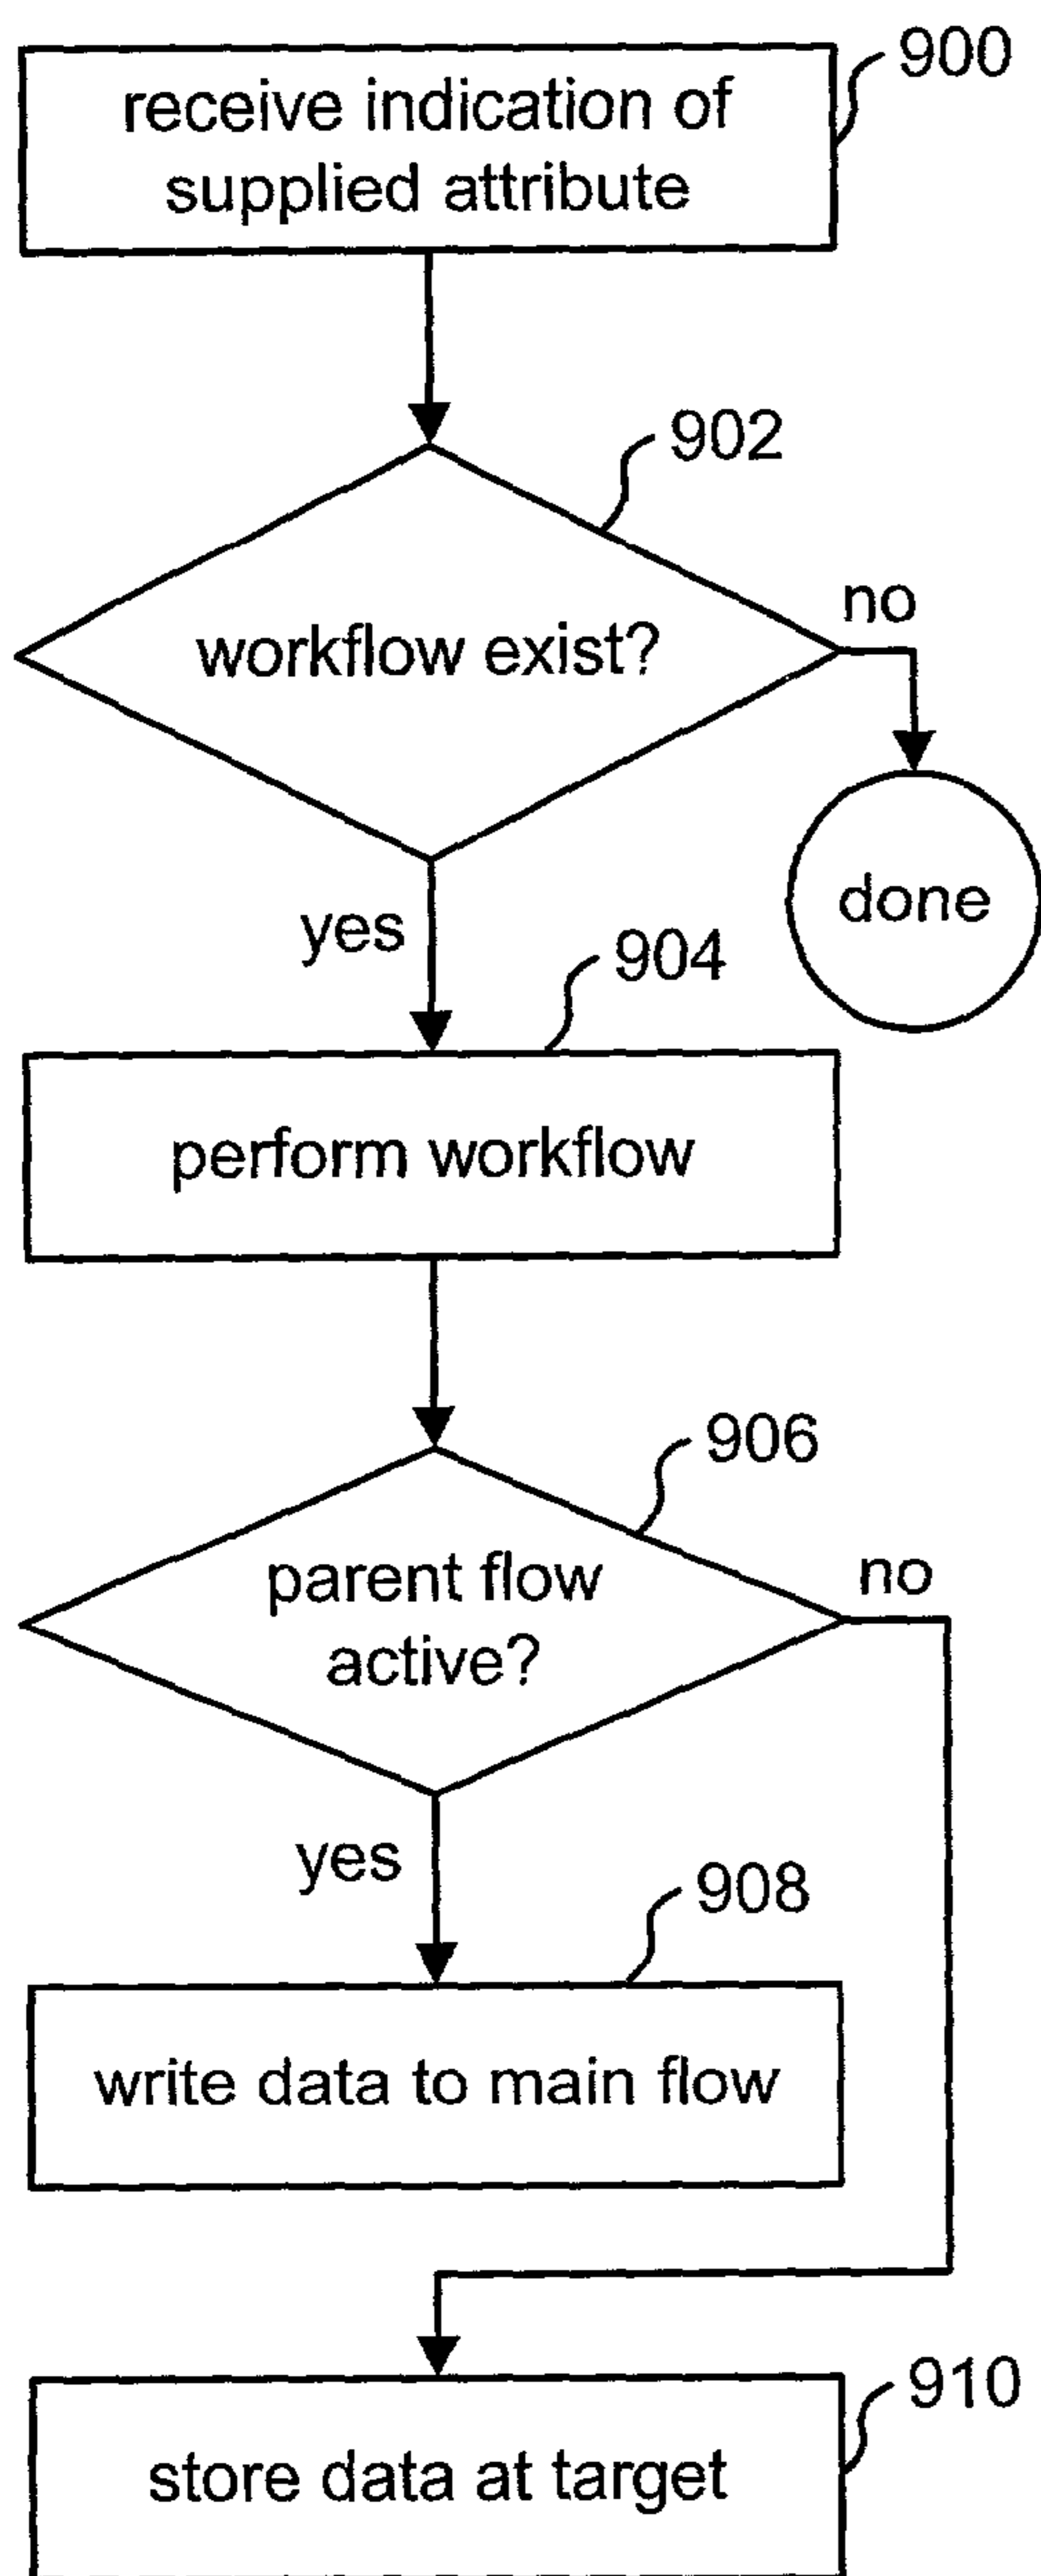 900
receive indication of
supplied attribute
902
workflow exist?
no
done
yes
904
perform workflow
906
parent flow
active?
no
yes
908
write data to main flow
910
store data at target